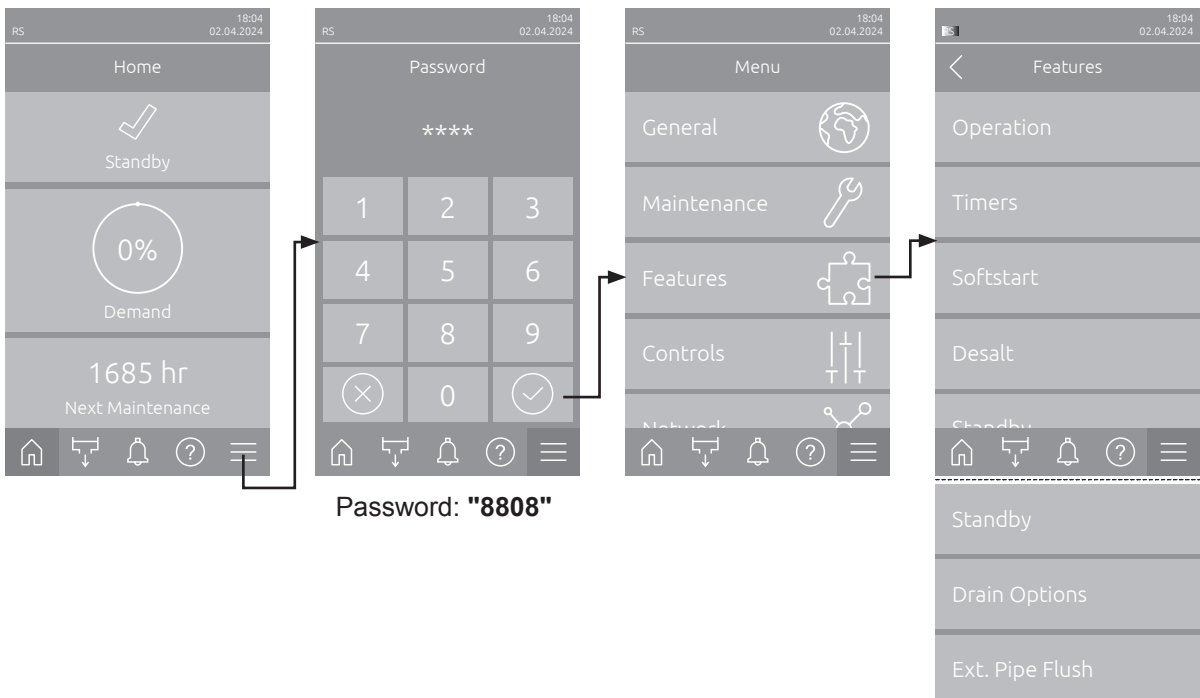 18:04
RS 02.04.2024
Home
Standby
0%
Demand
1685 hr
Next Maintenance
?
18:04
RS 02.04.2024
Password
****
1 2 3
4 5 6
7 8 9
0
?
Password: "8808"
18:04
RS 02.04.2024
Menu
General
Maintenance
Features
Controls
Network
?
18:04
RS 02.04.2024
Features
Operation
Timers
Softstart
Desalt
Standby
?
Standby
Drain Options
Ext. Pipe Flush